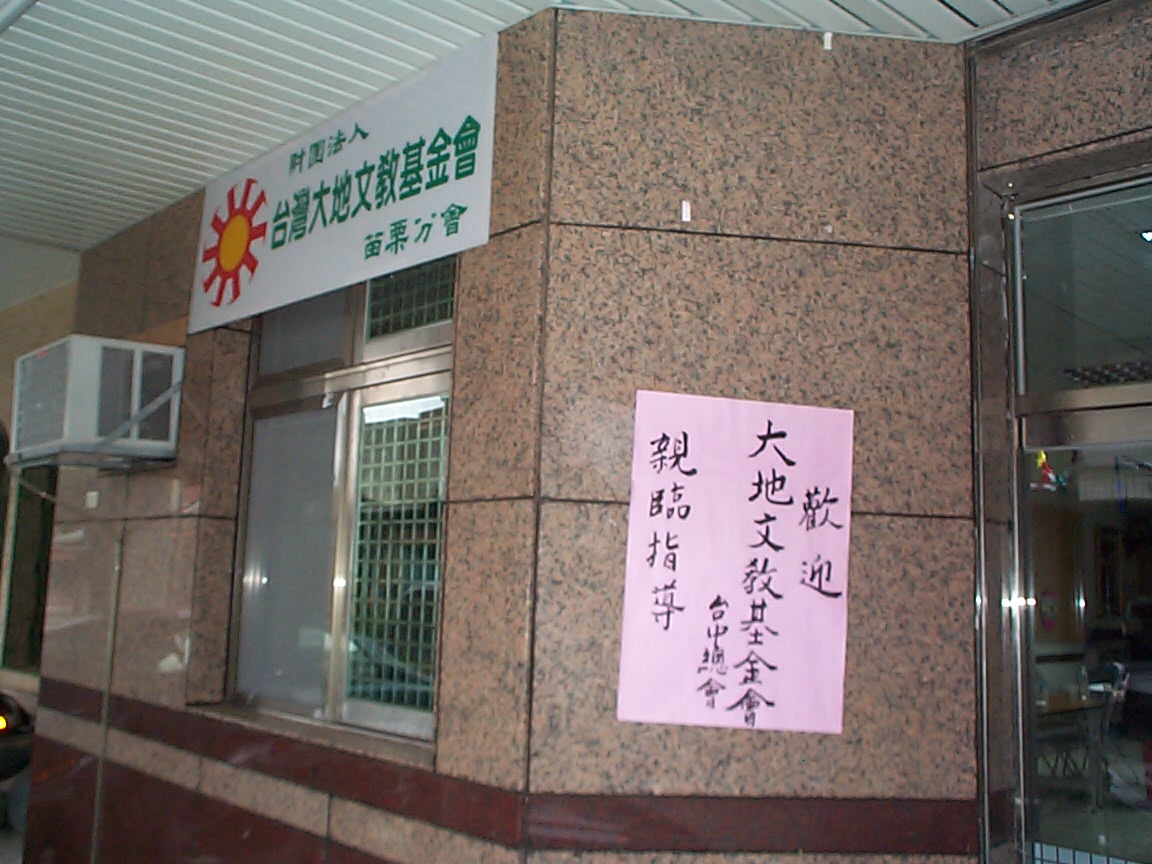 財團法人
台灣大地文教基金會
苗栗分會
歡迎
大地文教基金會
台中總會
親臨指導